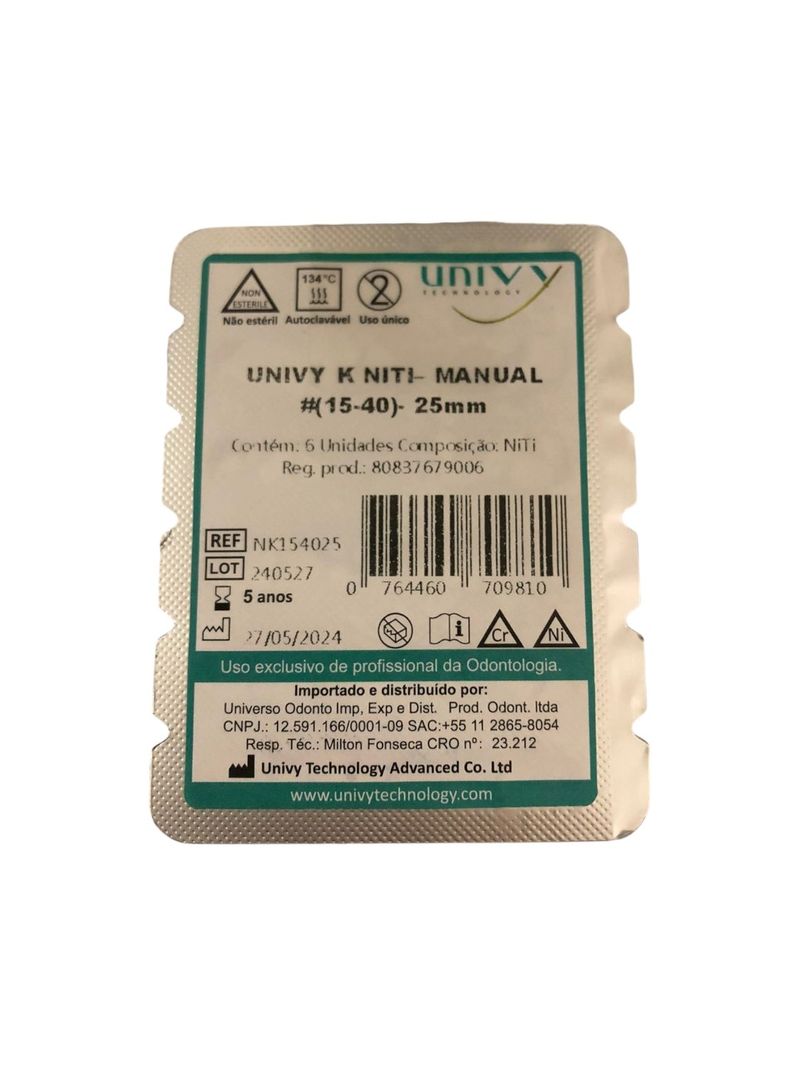 NON
ESTERILE
134°C
2
UNIVY
TECHNOLOGY
Não estéril Autoclavável Uso único
UNIVY K NITI- MANUAL
#(15-40)- 25mm
Contém: 6 Unidades Composição: NiTi
Reg. prod.: 80837679006
REF NK154025
LOT 240527
0 764460 709810
5 anos
27/05/2024
i
Cr
Ni
Uso exclusivo de profissional da Odontologia.
Importado e distribuído por:
Universo Odonto Imp, Exp e Dist. Prod. Odont. ltda
CNPJ.: 12.591.166/0001-09 SAC:+55 11 2865-8054
Resp. Téc.: Milton Fonseca CRO nº: 23.212
Univy Technology Advanced Co. Ltd
www.univytechnology.com